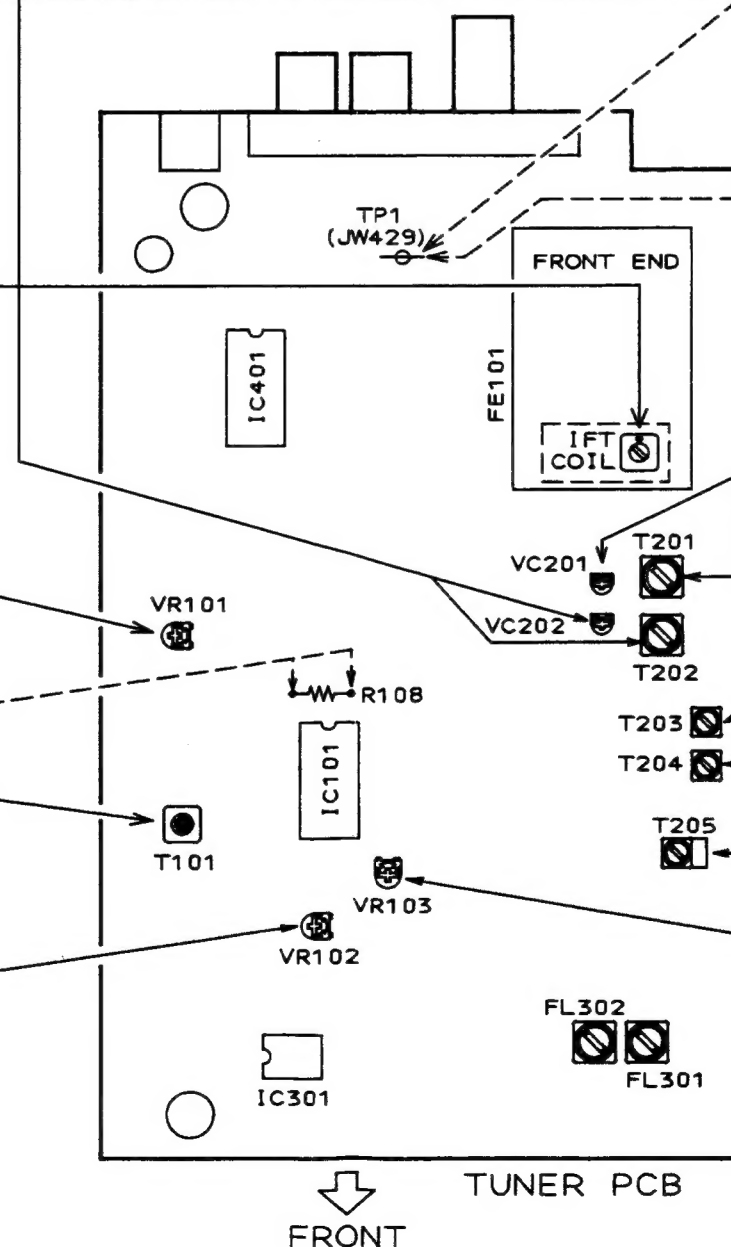 TP1
(JW429)
FRONT END
IC401
FE101
IFT
COIL
VC201
T201
VR101
VC202
T202
R108
T203
IC101
T204
T205
T101
VR103
VR102
FL302
IC301
FL301
TUNER PCB
FRONT